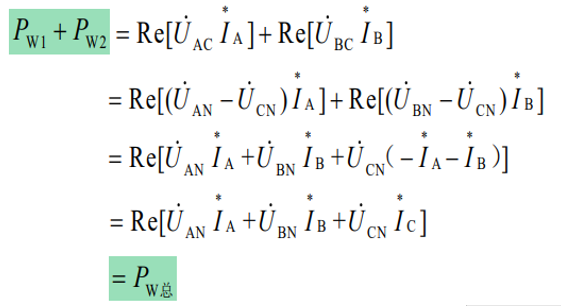 P_W1 + P_W2 = Re[U̇_AC I*_A] + Re[U̇_BC I*_B]
= Re[(U̇_AN − U̇_CN) I*_A] + Re[(U̇_BN − U̇_CN) I*_B]
= Re[U̇_AN I*_A + U̇_BN I*_B + U̇_CN(−I*_A − I*_B)]
= Re[U̇_AN I*_A + U̇_BN I*_B + U̇_CN I*_C]
= P_W总